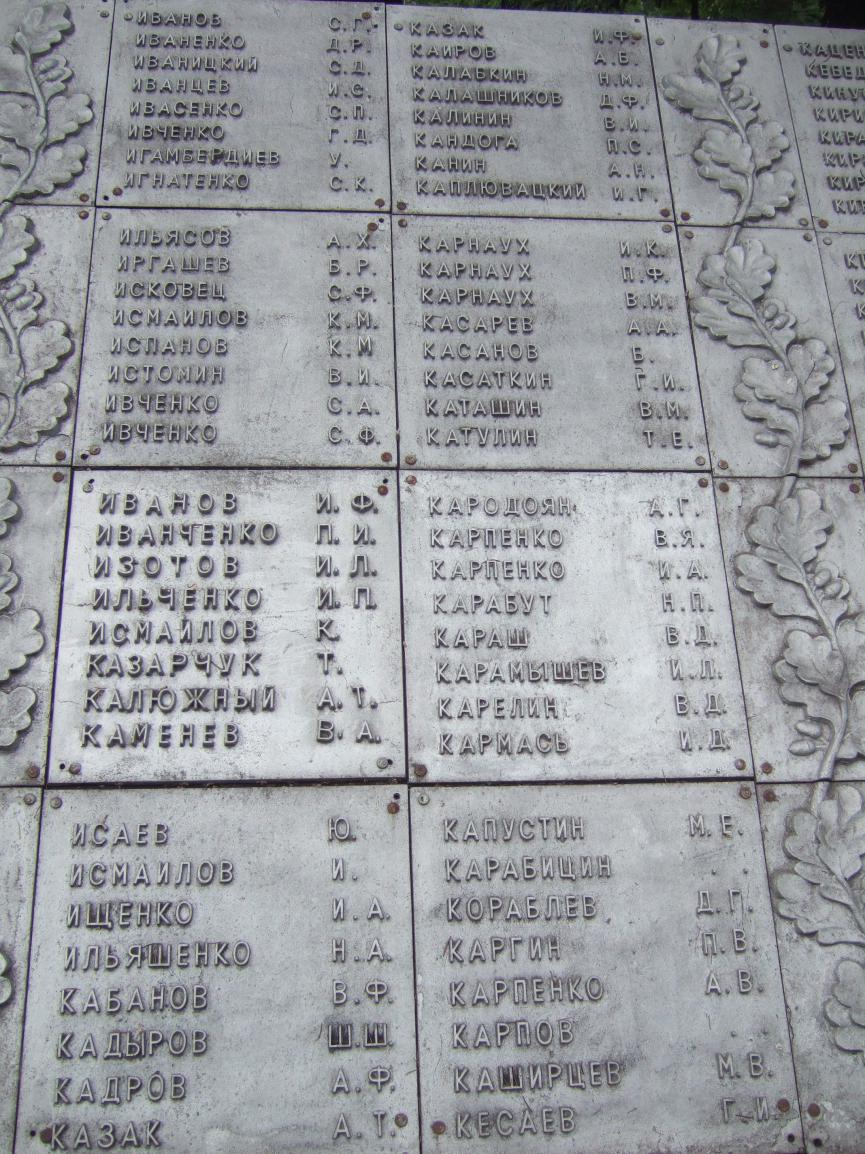 ИВАНОВ С.Г.
ИВАНЕНКО Д.Р.
ИВАНИЦКИЙ С.Д.
ИВАНЦЕВ И.С.
ИВАСЕНКО С.П.
ИВЧЕНКО Г.Д
ИГАМБЕРДИЕВ У.
ИГНАТЕНКО С.К.
ИЛЬЯСОВ А.Х.
ИРГАШЕВ Б.Р.
ИСКОВЕЦ С.Ф.
ИСМАИЛОВ К.М.
ИСПАНОВ К.М
ИСТОМИН В.И.
ИВЧЕНКО С.А.
ИВЧЕНКО С.Ф.
ИВАНОВ И.Ф.
ИВАНЧЕНКО П.И.
ИЗОТОВ И.Л.
ИЛЬЧЕНКО И.П.
ИСМАИЛОВ К.
КАЗАРЧУК Т.
КАЛЮЖНЫЙ А.Т.
КАМЕНЕВ В.А.
ИСАЕВ Ю.
ИСМАИЛОВ И.
ИЩЕНКО И.А.
ИЛЬЯШЕНКО Н.А.
КАБАНОВ В.Ф.
КАДЫРОВ Ш.Ш.
КАДРОВ А.Ф.
КАЗАК А.Т.
КАЗАК И.Ф.
КАИРОВ А.Б.
КАЛАБКИН Н.М.
КАЛАШНИКОВ Д.Ф.
КАЛИНИН В.И.
КАНДОГА П.С.
КАНИН А.Н.
КАПЛЮВАЦКИЙ И.Г.
КАРНАУХ И.К.
КАРНАУХ П.Ф.
КАРНАУХ В.М.
КАСАРЕВ А.А.
КАСАНОВ Б.
КАСАТКИН Г.И.
КАТАШИН В.М.
КАТУЛИН Т.Е.
КАРОДОЯН А.Г.
КАРПЕНКО В.Я.
КАРПЕНКО И.А.
КАРАБУТ Н.П.
КАРАШ В.Д.
КАРАМЫШЕВ И.Л.
КАРЕЛИН В.Д.
КАРМАСЬ И.Д
КАПУСТИН М.Е.
КАРАБИЦИН
КОРАБЛЕВ Д.П.
КАРГИН П.В.
КАРПЕНКО А.В.
КАРПОВ
КАШИРЦЕВ М.В.
КЕСАЕВ Г.И.